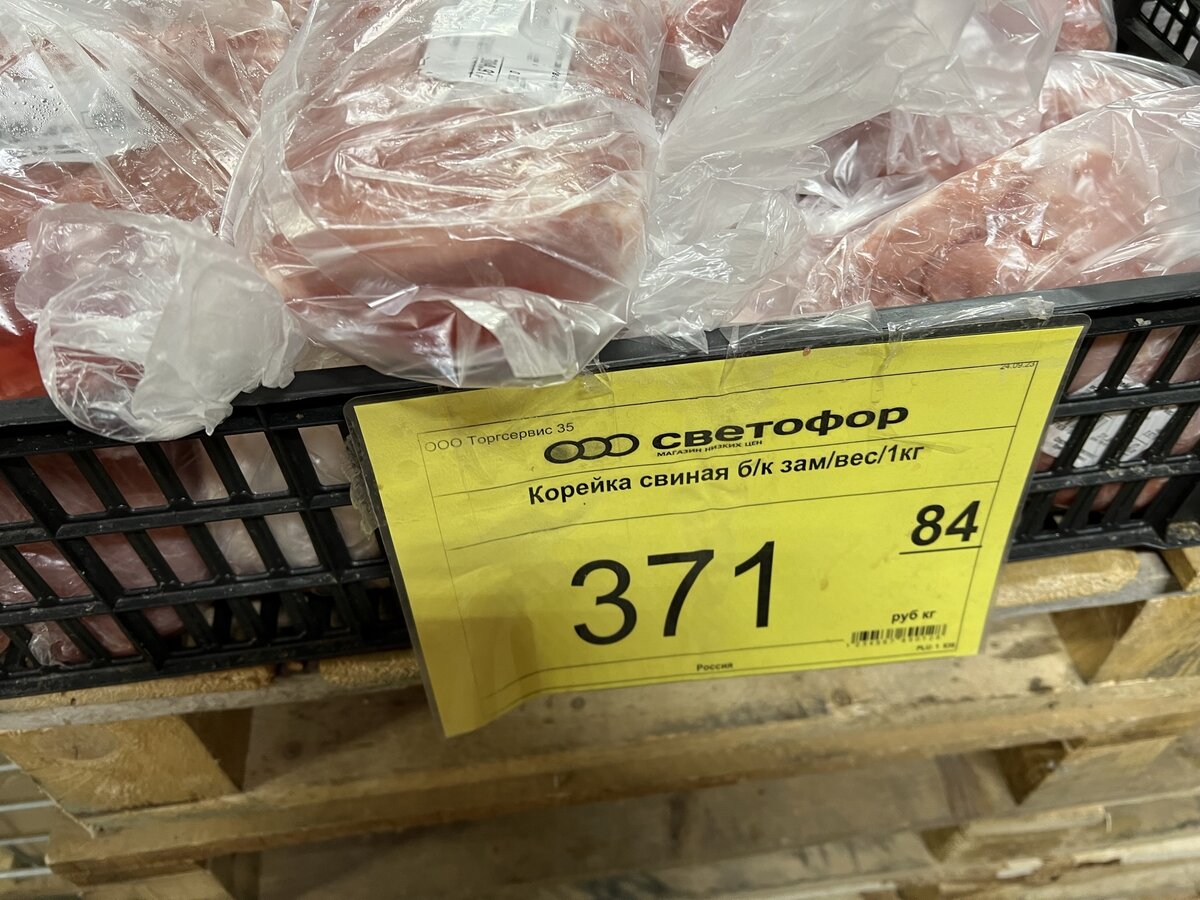 24.09.23
ООО Торгсервис 35
светофор
МАГАЗИН НИЗКИХ ЦЕН
Корейка свиная б/к зам/вес/1кг
371 84
руб кг
Россия